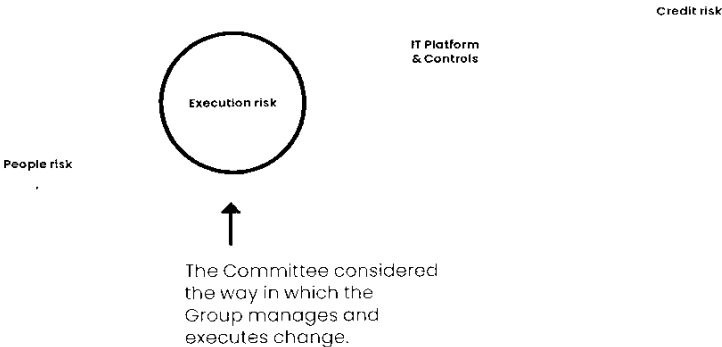 Credit risk
IT Platform
& Controls
Execution risk
People risk
The Committee considered
the way in which the
Group manages and
executes change.